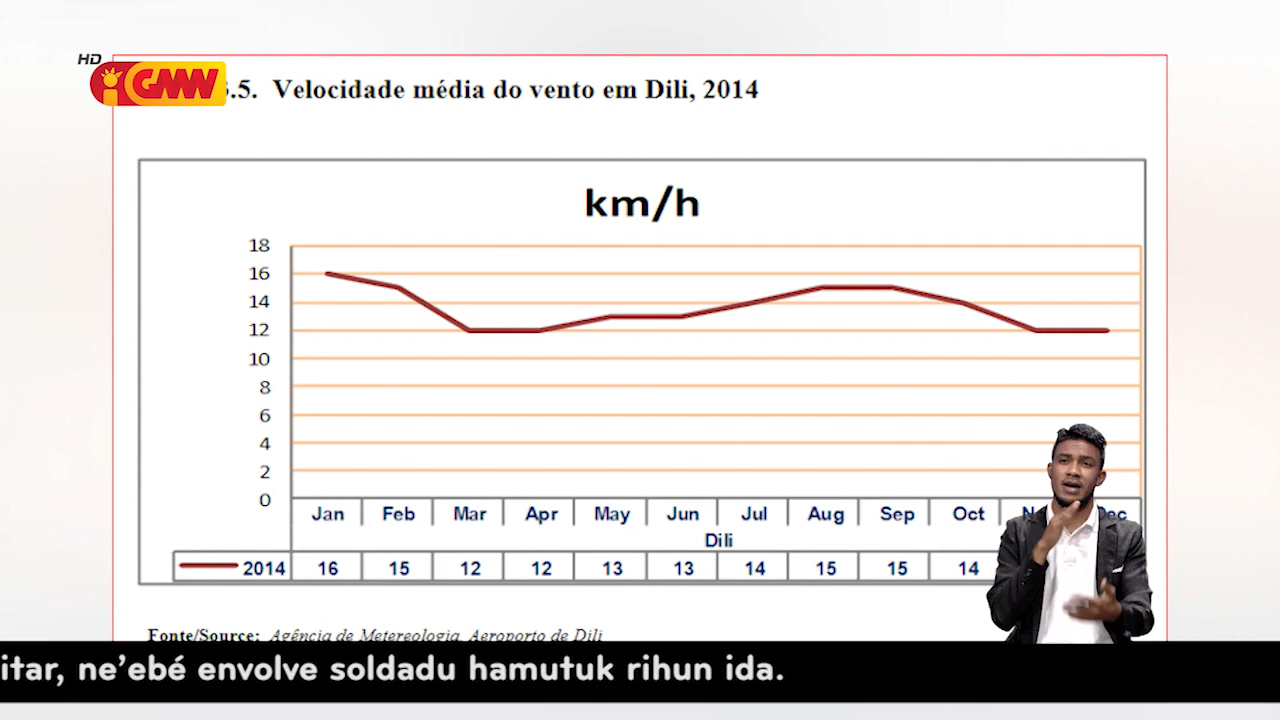 HD
GMN
.5. Velocidade média do vento em Dili, 2014
km/h
18
16
14
12
10
8
6
4
2
0
Jan Feb Mar Apr May Jun Jul Aug Sep Oct
Dili
2014 16 15 12 12 13 13 14 15 15 14
Fonte/Source: Agência de Metereologia, Aeroporto de Dili
itar, ne’ebé envolve soldadu hamutuk rihun ida.